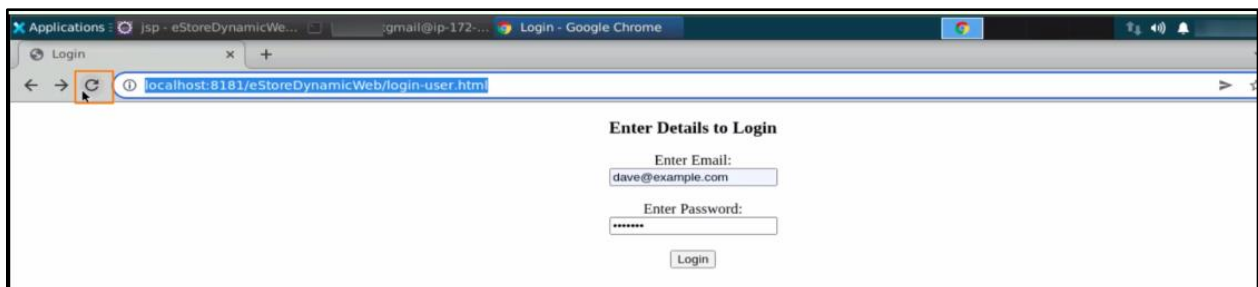 Applications : jsp - eStoreDynamicWe... :gmail@ip-172-... Login - Google Chrome
Login × +
localhost:8181/eStoreDynamicWeb/login-user.html
Enter Details to Login
Enter Email:
dave@example.com
Enter Password:
•••••••
Login